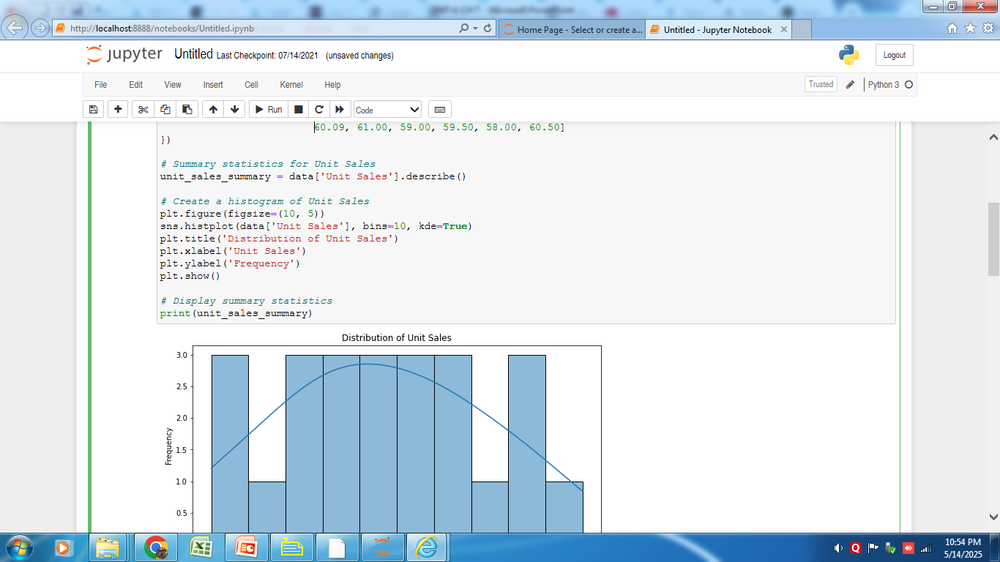 http://localhost:8888/notebooks/Untitled.ipynb
Home Page - Select or create a...
Untitled - Jupyter Notebook
jupyter Untitled Last Checkpoint: 07/14/2021 (unsaved changes)
Logout
File Edit View Insert Cell Kernel Help
Trusted Python 3
Run Code
60.09, 61.00, 59.00, 59.50, 58.00, 60.50]
})
# Summary statistics for Unit Sales
unit_sales_summary = data['Unit Sales'].describe()
# Create a histogram of Unit Sales
plt.figure(figsize=(10, 5))
sns.histplot(data['Unit Sales'], bins=10, kde=True)
plt.title('Distribution of Unit Sales')
plt.xlabel('Unit Sales')
plt.ylabel('Frequency')
plt.show()
# Display summary statistics
print(unit_sales_summary)
Distribution of Unit Sales
3.0
2.5
2.0
1.5
1.0
0.5
Frequency
10:54 PM
5/14/2025